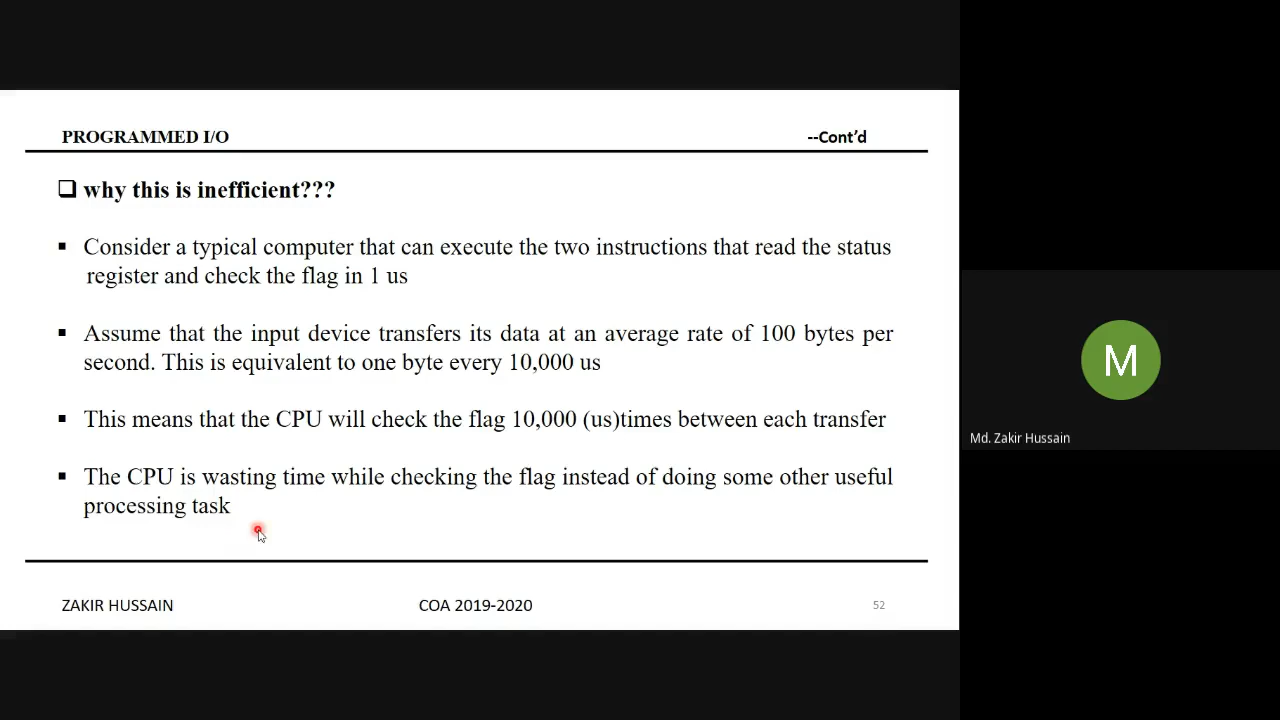 PROGRAMMED I/O
--Cont'd
why this is inefficient???
Consider a typical computer that can execute the two instructions that read the status
register and check the flag in 1 us
Assume that the input device transfers its data at an average rate of 100 bytes per
second. This is equivalent to one byte every 10,000 us
This means that the CPU will check the flag 10,000 (us)times between each transfer
The CPU is wasting time while checking the flag instead of doing some other useful
processing task
ZAKIR HUSSAIN
COA 2019-2020
52
M
Md. Zakir Hussain